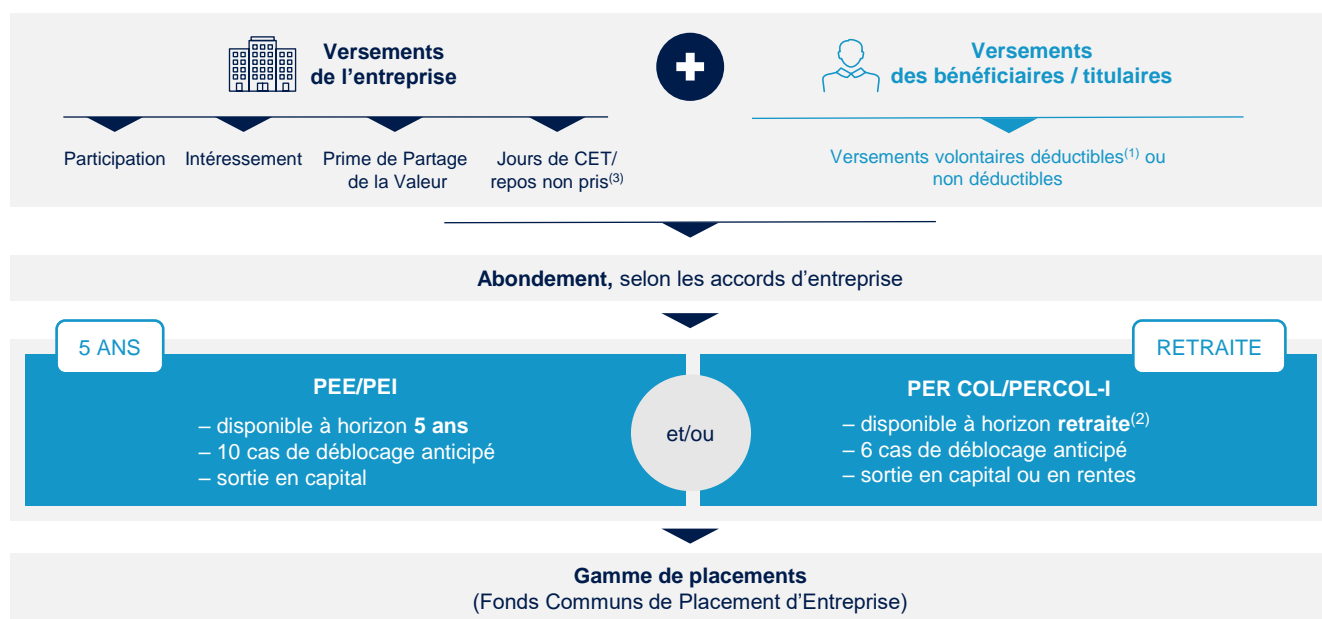 Versements
de l’entreprise
Versements
des bénéficiaires / titulaires
Participation
Intéressement
Prime de Partage
de la Valeur
Jours de CET/
repos non pris(3)
Versements volontaires déductibles(1) ou
non déductibles
Abondement, selon les accords d’entreprise
5 ANS
PEE/PEI
– disponible à horizon 5 ans
– 10 cas de déblocage anticipé
– sortie en capital
et/ou
RETRAITE
PER COL/PERCOL-I
– disponible à horizon retraite(2)
– 6 cas de déblocage anticipé
– sortie en capital ou en rentes
Gamme de placements
(Fonds Communs de Placement d’Entreprise)